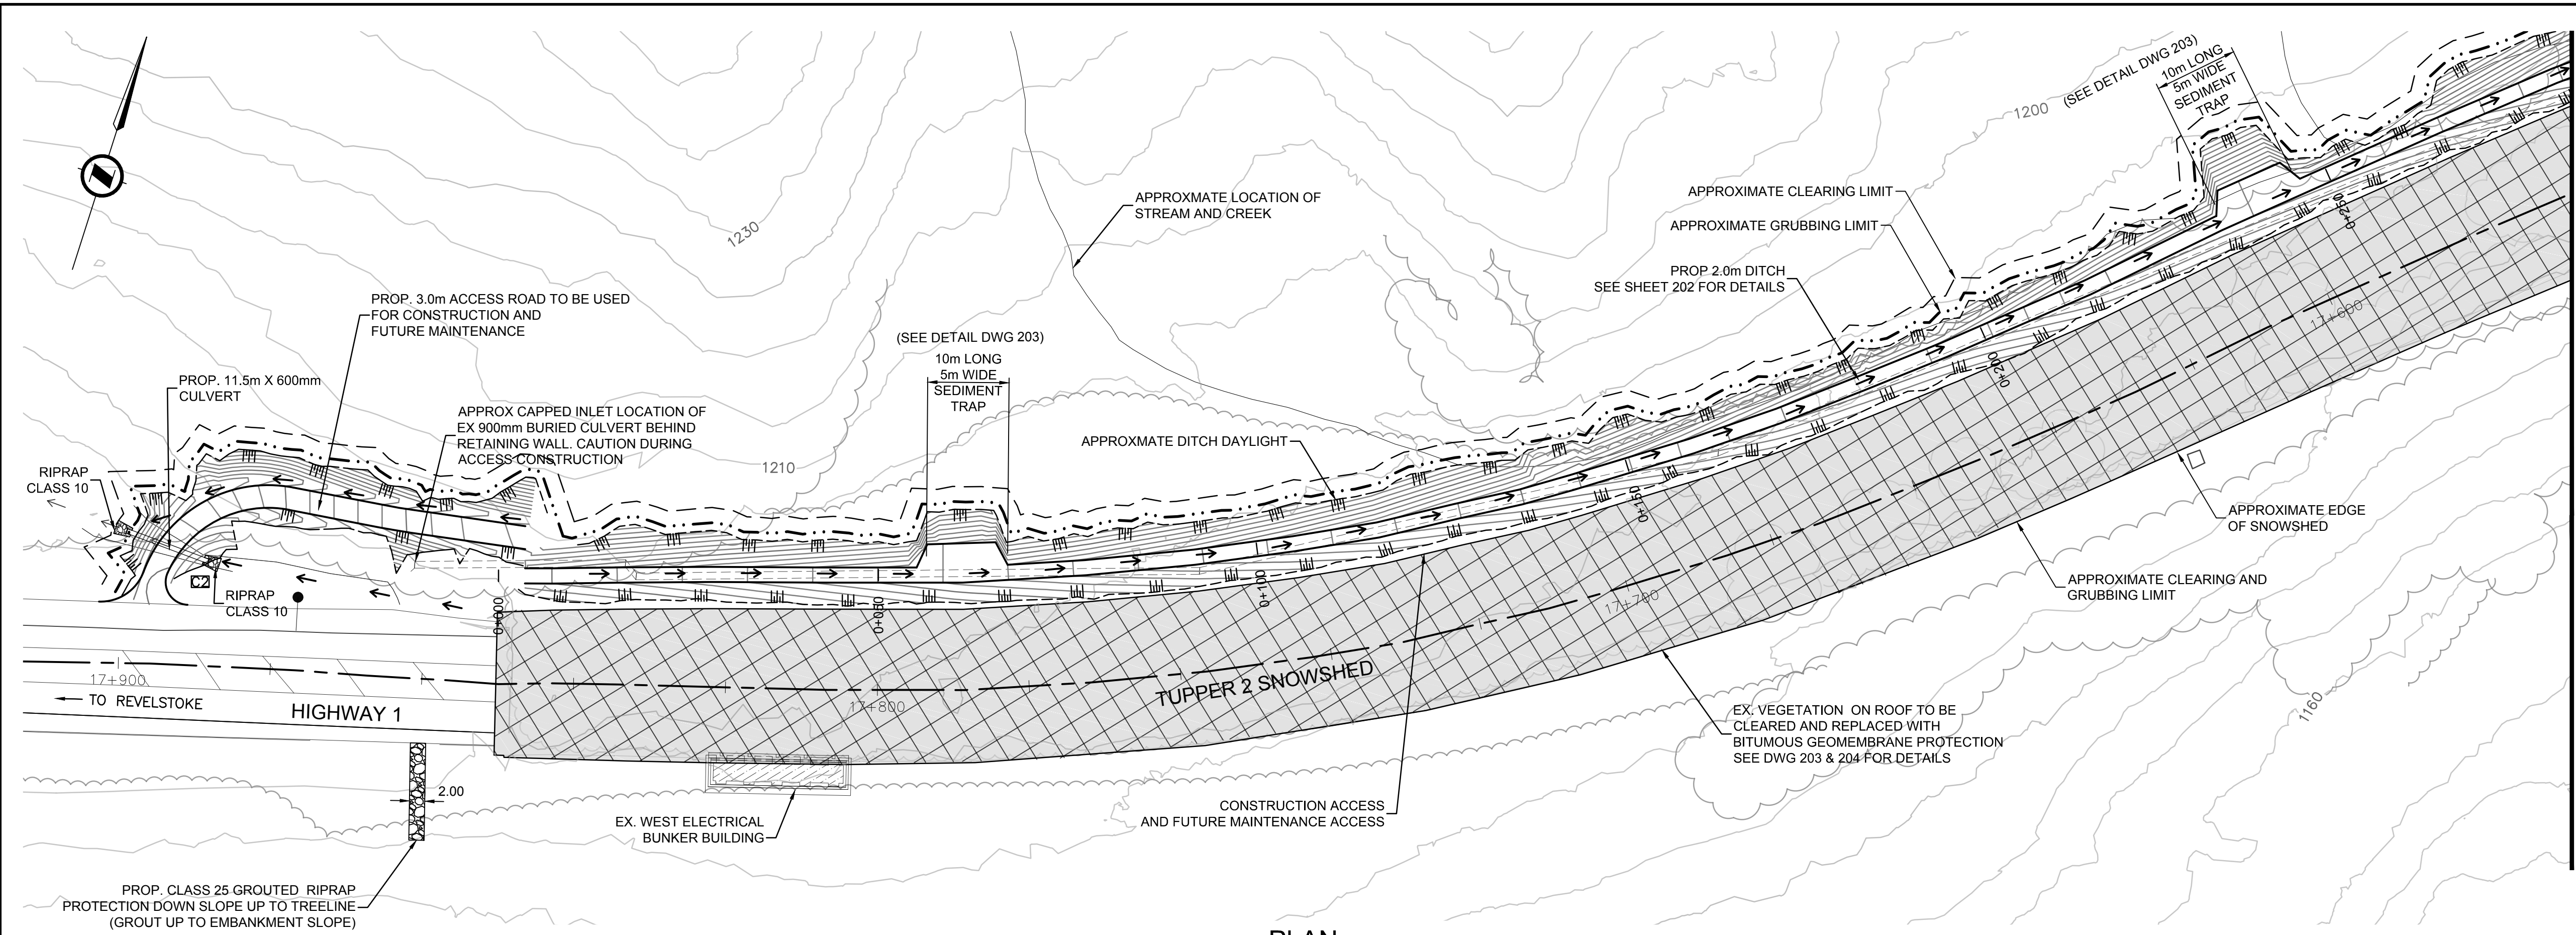 (SEE DETAIL DWG 203)
10m LONG
5m WIDE
SEDIMENT
TRAP
1200
APPROXMATE LOCATION OF
STREAM AND CREEK
APPROXIMATE CLEARING LIMIT
APPROXIMATE GRUBBING LIMIT
1230
PROP 2.0m DITCH
SEE SHEET 202 FOR DETAILS
0+250
PROP. 3.0m ACCESS ROAD TO BE USED
FOR CONSTRUCTION AND
FUTURE MAINTENANCE
17+600
(SEE DETAIL DWG 203)
10m LONG
5m WIDE
SEDIMENT
TRAP
0+200
PROP. 11.5m X 600mm
CULVERT
APPROX CAPPED INLET LOCATION OF
EX 900mm BURIED CULVERT BEHIND
RETAINING WALL. CAUTION DURING
ACCESS CONSTRUCTION
APPROXMATE DITCH DAYLIGHT
1210
RIPRAP
CLASS 10
0+150
APPROXIMATE EDGE
OF SNOWSHED
C2
RIPRAP
CLASS 10
0+000
0+050
0+100
APPROXIMATE CLEARING AND
GRUBBING LIMIT
17+700
17+900
TO REVELSTOKE
HIGHWAY 1
17+800
TUPPER 2 SNOWSHED
1160
EX. VEGETATION ON ROOF TO BE
CLEARED AND REPLACED WITH
BITUMOUS GEOMEMBRANE PROTECTION
SEE DWG 203 & 204 FOR DETAILS
2.00
EX. WEST ELECTRICAL
BUNKER BUILDING
CONSTRUCTION ACCESS
AND FUTURE MAINTENANCE ACCESS
PROP. CLASS 25 GROUTED RIPRAP
PROTECTION DOWN SLOPE UP TO TREELINE
(GROUT UP TO EMBANKMENT SLOPE)
PLAN